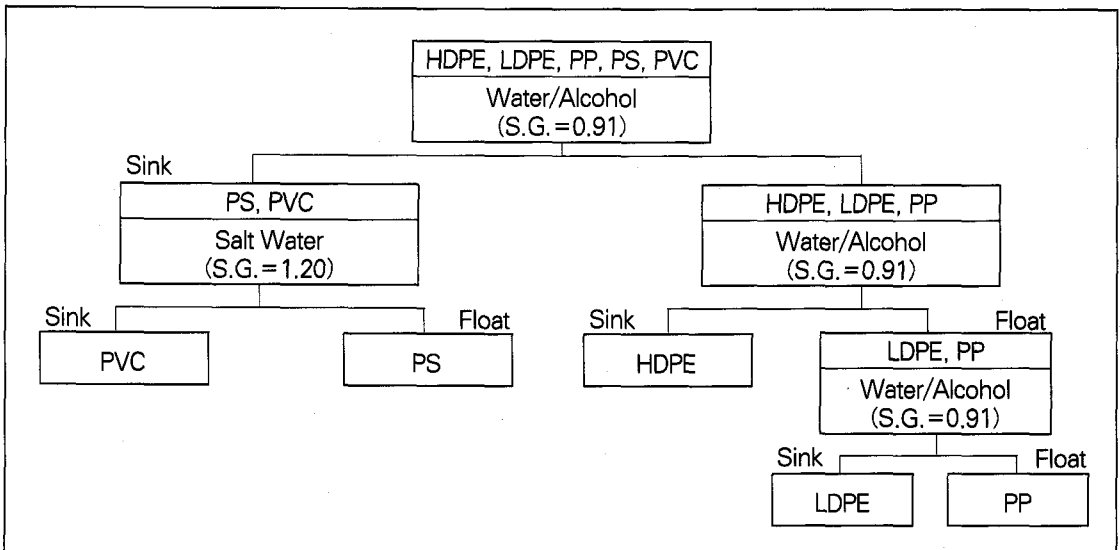 HDPE, LDPE, PP, PS, PVC
Water/Alcohol
(S.G.=0.91)
Sink
PS, PVC
Salt Water
(S.G.=1.20)
HDPE, LDPE, PP
Water/Alcohol
(S.G.=0.91)
Sink
Float
PVC
PS
Sink
Float
HDPE
LDPE, PP
Water/Alcohol
(S.G.=0.91)
Sink
Float
LDPE
PP